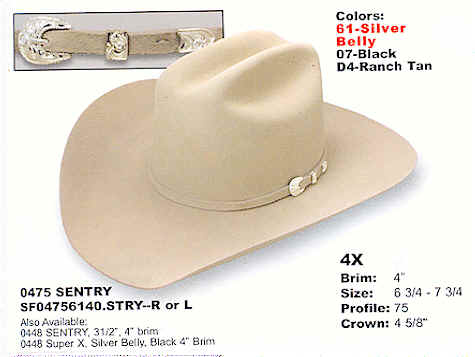 Colors:
61-Silver
Belly
07-Black
D4-Ranch Tan
0475 SENTRY
SF04756140.STRY--R or L
Also Available:
0448 SENTRY, 31/2", 4" brim
0448 Super X, Silver Belly, Black 4" Brim
4X
Brim: 4"
Size: 6 3/4 - 7 3/4
Profile: 75
Crown: 4 5/8"